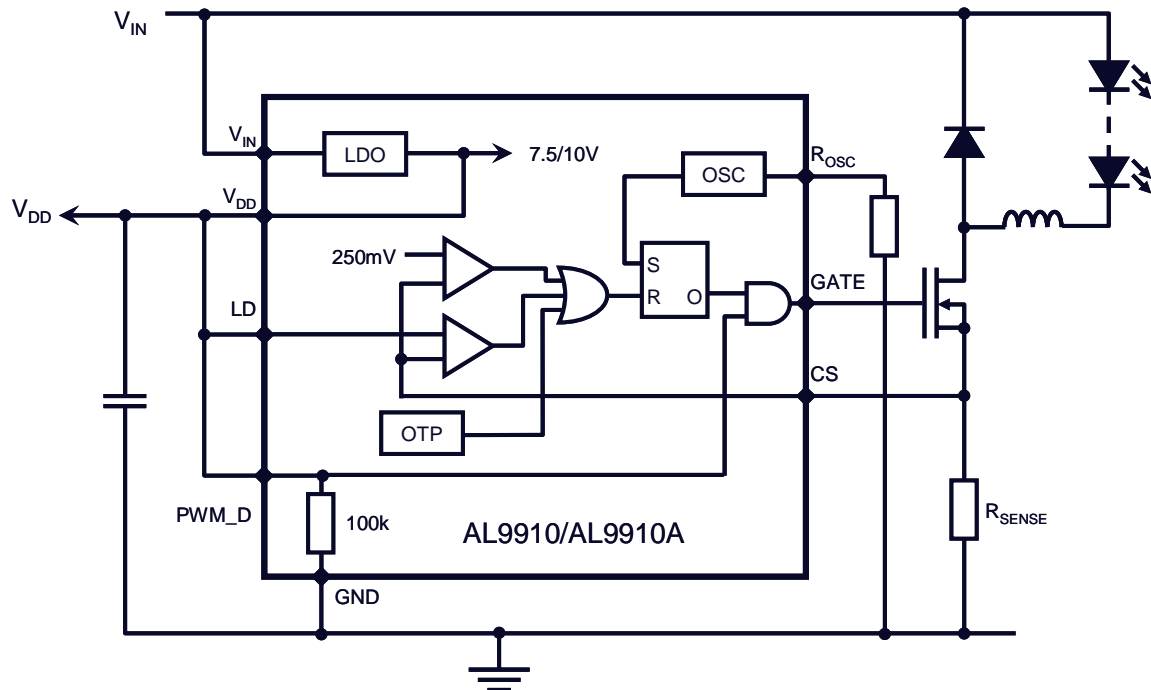 VIN
VIN
LDO
7.5/10V
ROSC
OSC
VDD
VDD
250mV
S
R
O
GATE
LD
CS
OTP
PWM_D
100k
AL9910/AL9910A
RSENSE
GND